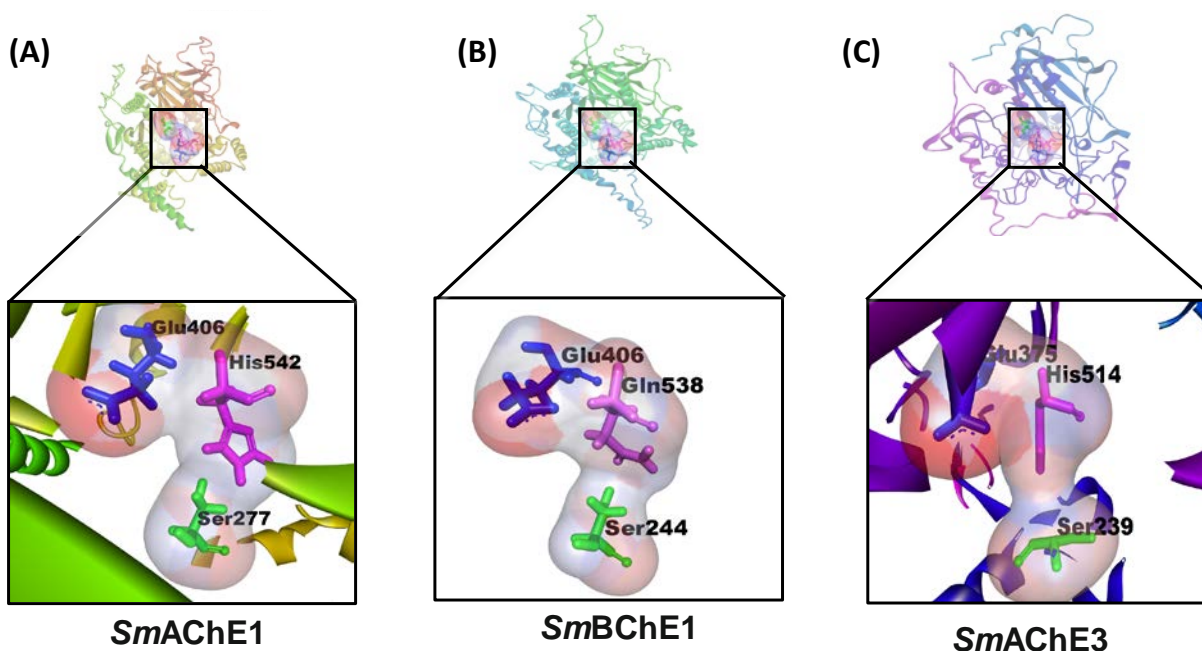 (A)
(B)
(C)
Glu406
His542
Ser277
Glu406
Gln538
Ser244
Glu375
His514
Ser239
SmAChE1
SmBChE1
SmAChE3